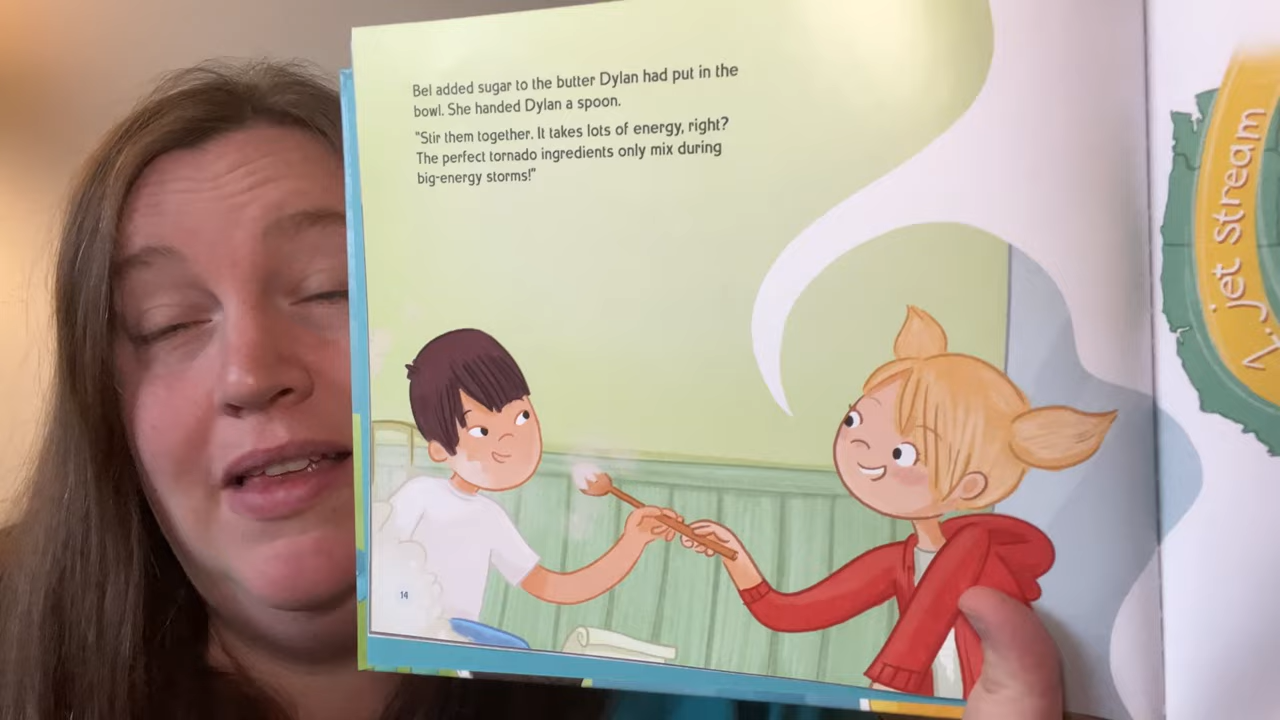 Bel added sugar to the butter Dylan had put in the
bowl. She handed Dylan a spoon.
"Stir them together. It takes lots of energy, right?
The perfect tornado ingredients only mix during
big-energy storms!"
14
jet stream